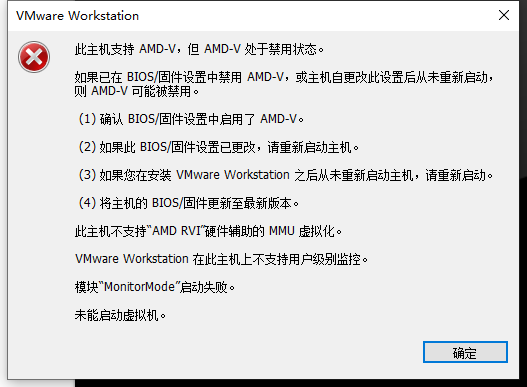 VMware Workstation
此主机支持 AMD-V，但 AMD-V 处于禁用状态。
如果已在 BIOS/固件设置中禁用 AMD-V，或主机自更改此设置后从未重新启动，
则 AMD-V 可能被禁用。
(1) 确认 BIOS/固件设置中启用了 AMD-V。
(2) 如果此 BIOS/固件设置已更改，请重新启动主机。
(3) 如果您在安装 VMware Workstation 之后从未重新启动主机，请重新启动。
(4) 将主机的 BIOS/固件更新至最新版本。
此主机不支持“AMD RVI”硬件辅助的 MMU 虚拟化。
VMware Workstation 在此主机上不支持用户级别监控。
模块“MonitorMode”启动失败。
未能启动虚拟机。
确定